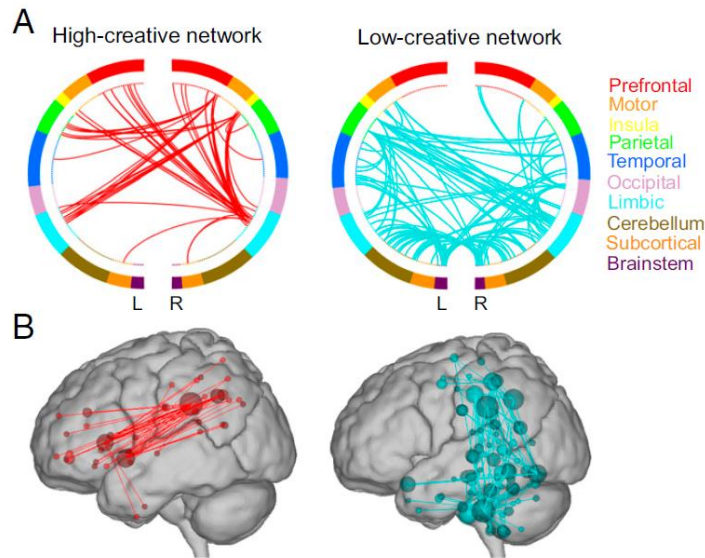 A
High-creative network
Low-creative network
Prefrontal
Motor
Insula
Parietal
Temporal
Occipital
Limbic
Cerebellum
Subcortical
Brainstem
L R
L R
B